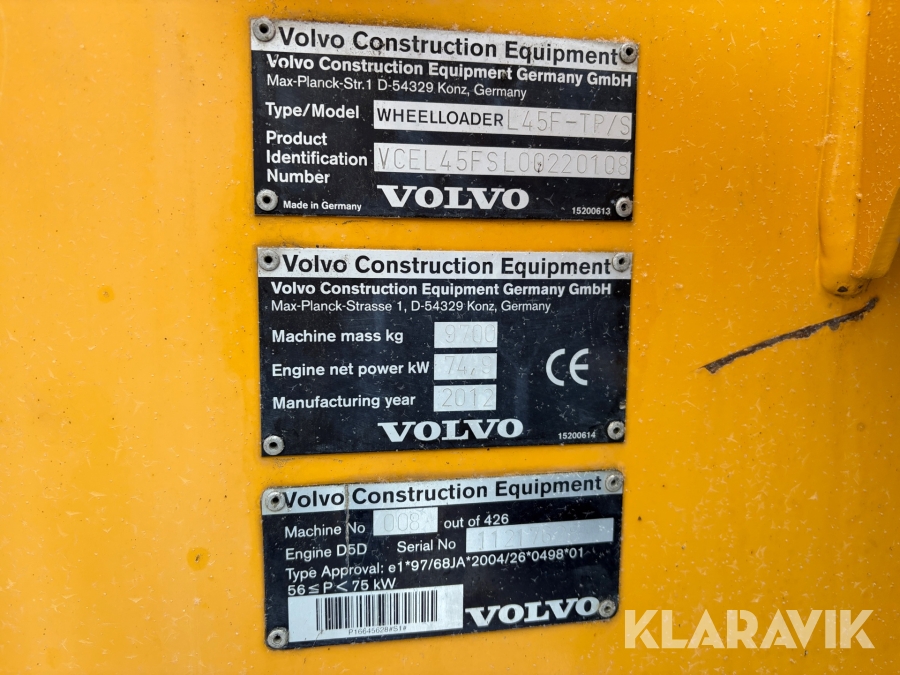 Volvo Construction Equipment
Volvo Construction Equipment Germany GmbH
Max-Planck-Str.1 D-54329 Konz, Germany
Type/Model WHEELLOADER L45F-TP/S
Product
Identification VCEL45FSL00220108
Number
VOLVO
Made in Germany 15200613
Volvo Construction Equipment
Volvo Construction Equipment Germany GmbH
Max-Planck-Strasse 1, D-54329 Konz, Germany
Machine mass kg 9700
Engine net power kW 74,9
CE
Manufacturing year 2012
VOLVO
15200614
Volvo Construction Equipment
Machine No out of 426
Engine D5D Serial No
Type Approval: e1*97/68JA*2004/26*0498*01
56 ≤ P < 75 kW
P16645628#S1#
VOLVO
KLARAVIK